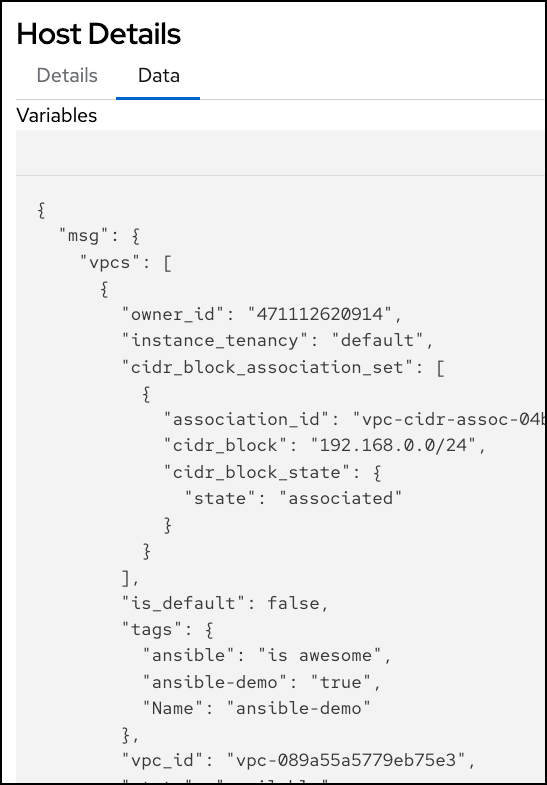 Host Details
Details Data
Variables
{
"msg": {
"vpcs": [
{
"owner_id": "471112620914",
"instance_tenancy": "default",
"cidr_block_association_set": [
{
"association_id": "vpc-cidr-assoc-04
"cidr_block": "192.168.0.0/24",
"cidr_block_state": {
"state": "associated"
}
}
],
"is_default": false,
"tags": {
"ansible": "is awesome",
"ansible-demo": "true",
"Name": "ansible-demo"
},
"vpc_id": "vpc-089a55a5779eb75e3",